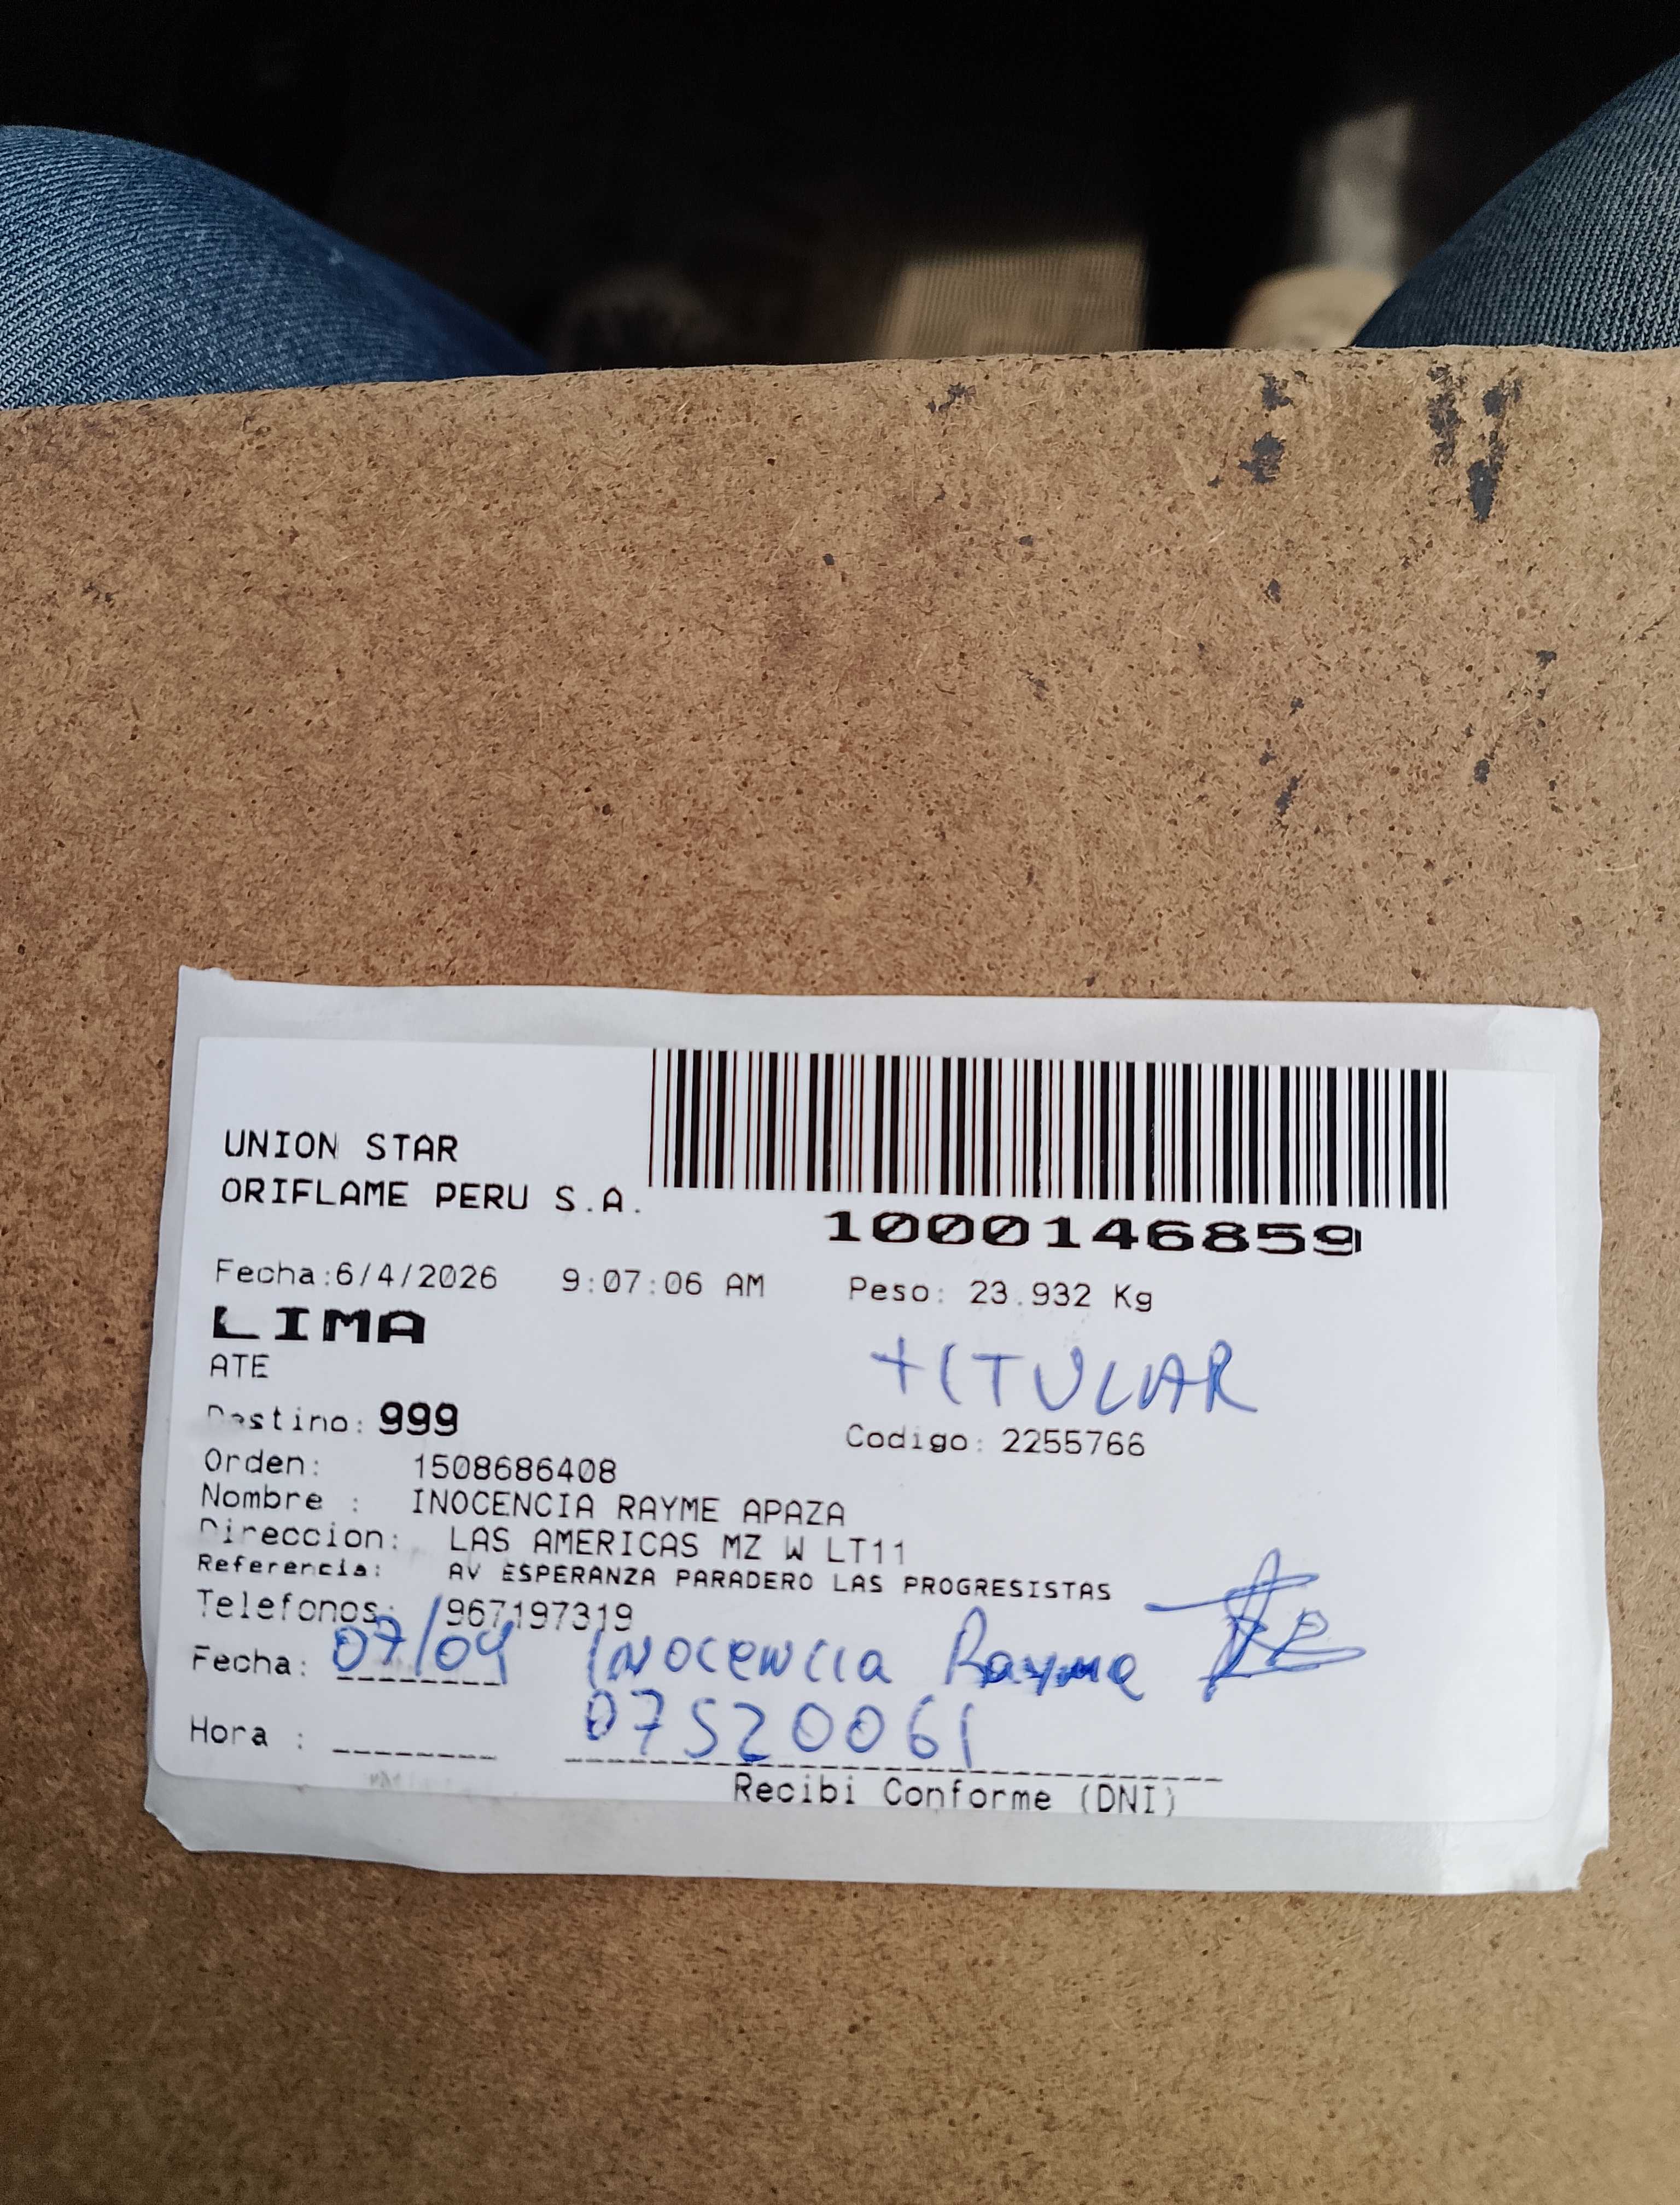 UNION STAR
ORIFLAME PERU S.A.
1000146859
Fecha:6/4/2026 9:07:06 AM Peso: 23.932 Kg
LIMA
ATE
TITULAR
Destino: 999
Codigo: 2255766
Orden: 1508686408
Nombre : INOCENCIA RAYME APAZA
Direccion: LAS AMERICAS MZ W LT11
Referencia: AV ESPERANZA PARADERO LAS PROGRESISTAS
Telefonos: 967197319
Fecha: 07/04 Inocencia Rayme
Hora : 07520061
Recibi Conforme (DNI)